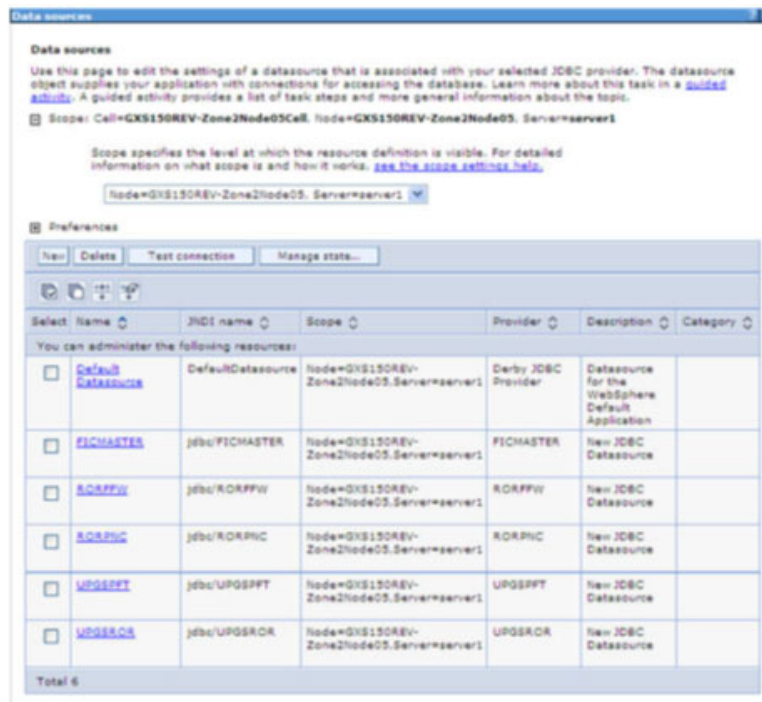 Data sources
?
Data sources
Use this page to edit the settings of a datasource that is associated with your selected JDBC provider. The datasource
object supplies your application with connections for accessing the database. Learn more about this task in a guided
activity. A guided activity provides a list of task steps and more general information about the topic.
Scope: Cell=GXS150REV-Zone2Node05Cell, Node=GXS150REV-Zone2Node05, Server=server1
Scope specifies the level at which the resource definition is visible. For detailed
information on what scope is and how it works, see the scope settings help.
Node=GXS150REV-Zone2Node05, Server=server1
Preferences
New Delete Test connection Manage state...
Select Name JNDI name Scope Provider Description Category
You can administer the following resources:
Default DefaultDatasource Node=GXS150REV- Derby JDBC Datasource
Datasource Zone2Node05,Server=server1 Provider for the
WebSphere
Default
Application
FICMASTER jdbc/FICMASTER Node=GXS150REV- FICMASTER New JDBC
Zone2Node05,Server=server1 Datasource
RORFFW jdbc/RORFFW Node=GXS150REV- RORFFW New JDBC
Zone2Node05,Server=server1 Datasource
RORPNC jdbc/RORPNC Node=GXS150REV- RORPNC New JDBC
Zone2Node05,Server=server1 Datasource
UPGSPFT jdbc/UPGSPFT Node=GXS150REV- UPGSPFT New JDBC
Zone2Node05,Server=server1 Datasource
UPGSROR jdbc/UPGSROR Node=GXS150REV- UPGSROR New JDBC
Zone2Node05,Server=server1 Datasource
Total 6